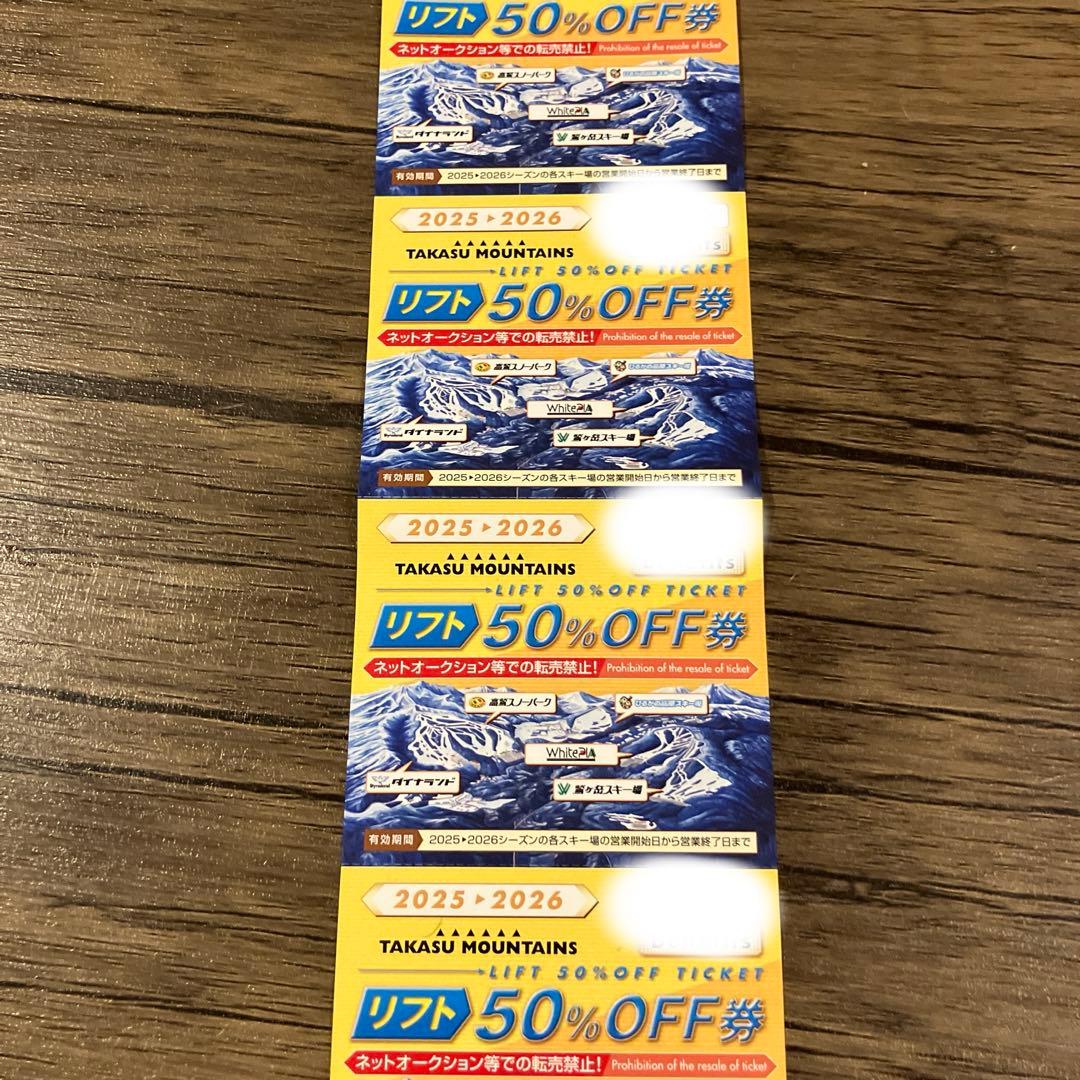 リフト 50%OFF券
ネットオークション等での転売禁止! Prohibition of the resale of ticket
高鷲スノーパーク ひるがの高原スキー場
WhitePIA
ダイナランド 鷲ヶ岳スキー場
有効期間 2025▶2026シーズンの各スキー場の営業開始日から営業終了日まで
2025▶2026
TAKASU MOUNTAINS
LIFT 50%OFF TICKET
リフト 50%OFF券
ネットオークション等での転売禁止! Prohibition of the resale of ticket
高鷲スノーパーク ひるがの高原スキー場
WhitePIA
Dynaland ダイナランド 鷲ヶ岳スキー場
有効期間 2025▶2026シーズンの各スキー場の営業開始日から営業終了日まで
2025▶2026
TAKASU MOUNTAINS
LIFT 50%OFF TICKET
リフト 50%OFF券
ネットオークション等での転売禁止! Prohibition of the resale of ticket
高鷲スノーパーク ひるがの高原スキー場
WhitePIA
Dynaland ダイナランド 鷲ヶ岳スキー場
有効期間 2025▶2026シーズンの各スキー場の営業開始日から営業終了日まで
2025▶2026
TAKASU MOUNTAINS
LIFT 50%OFF TICKET
リフト 50%OFF券
ネットオークション等での転売禁止! Prohibition of the resale of ticket